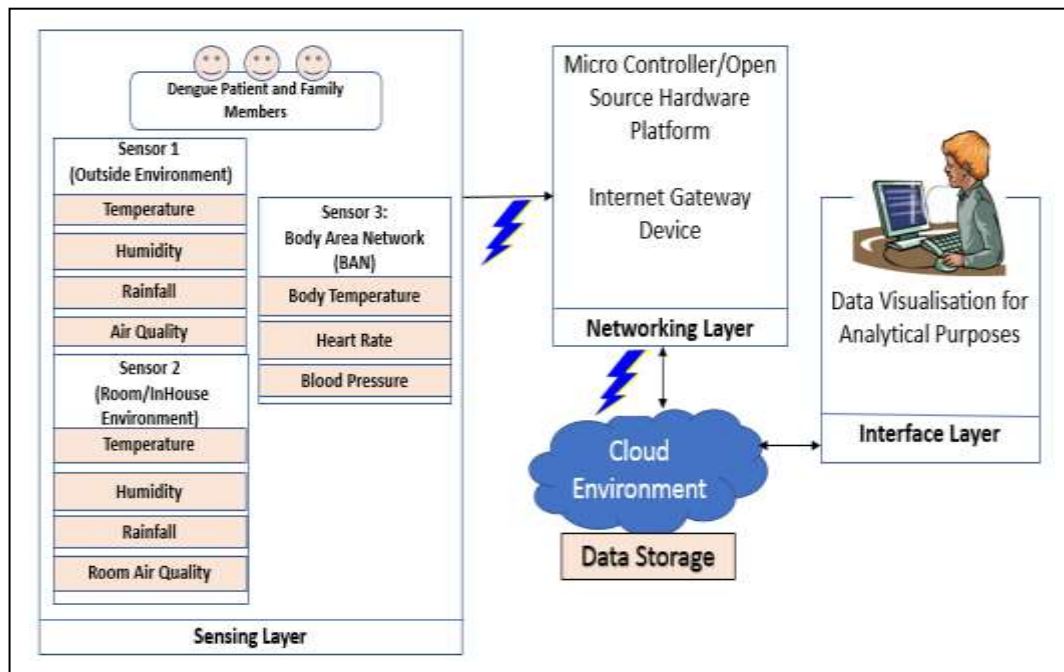 Dengue Patient and Family
Members
Sensor 1
(Outside Environment)
Temperature
Humidity
Rainfall
Air Quality
Sensor 2
(Room/InHouse
Environment)
Temperature
Humidity
Rainfall
Room Air Quality
Sensor 3:
Body Area Network
(BAN)
Body Temperature
Heart Rate
Blood Pressure
Sensing Layer
Micro Controller/Open
Source Hardware
Platform
Internet Gateway
Device
Networking Layer
Cloud
Environment
Data Storage
Data Visualisation for
Analytical Purposes
Interface Layer